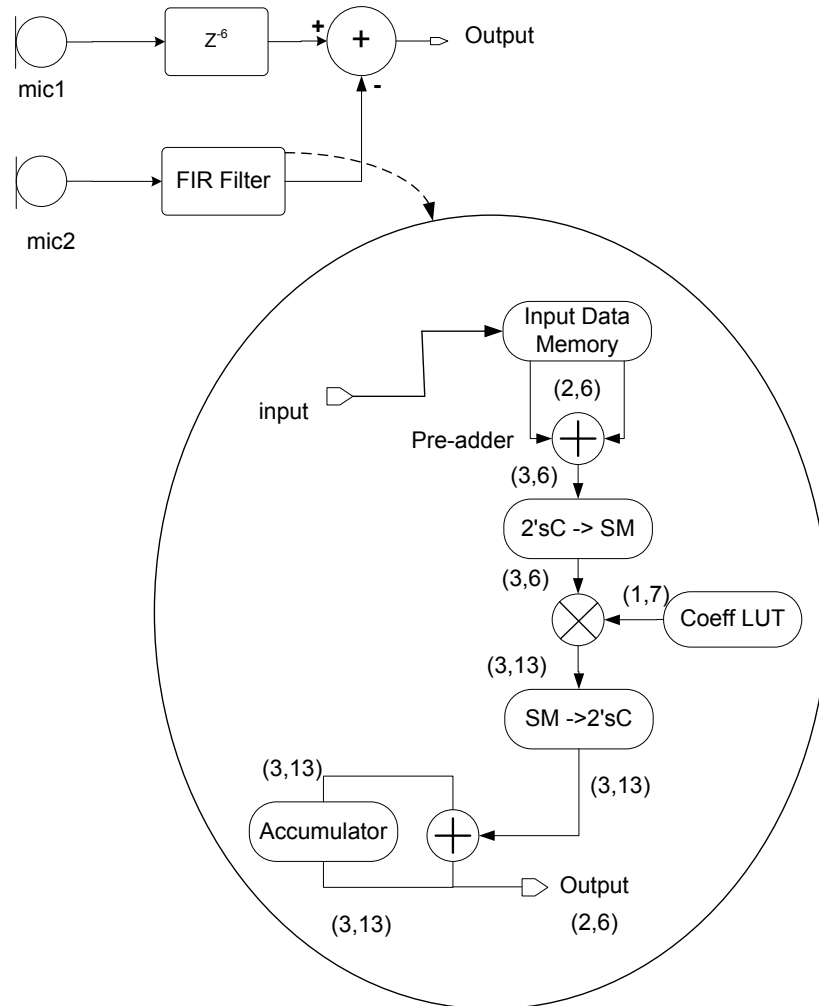 mic1
Z-6
+
+
Output
-
mic2
FIR Filter
Input Data
Memory
input
(2,6)
Pre-adder
(3,6)
2'sC -> SM
(3,6)
(1,7)
Coeff LUT
(3,13)
SM ->2'sC
(3,13)
(3,13)
Accumulator
Output
(3,13)
(2,6)